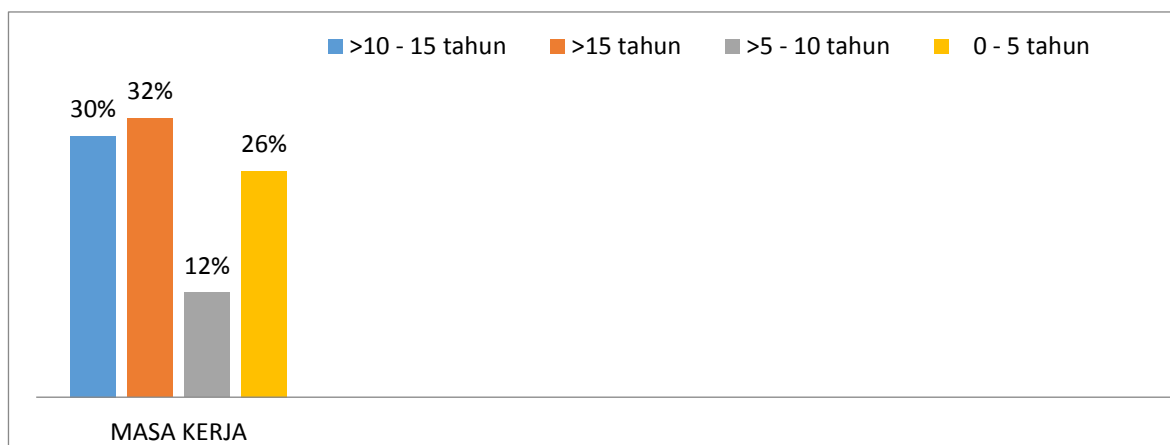 >10 - 15 tahun >15 tahun >5 - 10 tahun 0 - 5 tahun
30% 32% 12% 26%
MASA KERJA